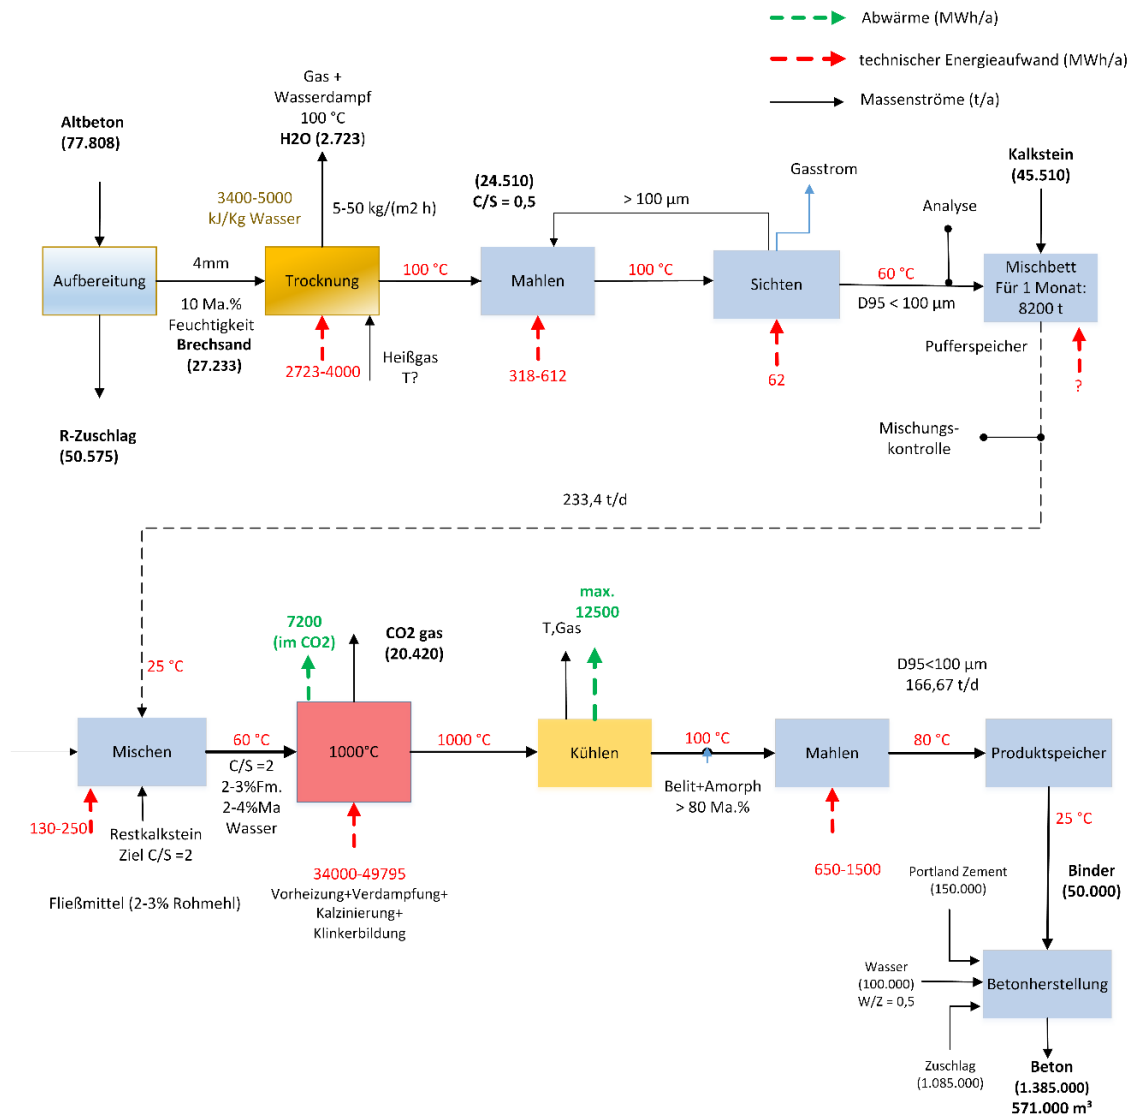 Abwärme (MWh/a)
technischer Energieaufwand (MWh/a)
Massenströme (t/a)
Altbeton
(77.808)
Gas +
Wasserdampf
100 °C
H2O (2.723)
3400-5000
kJ/Kg Wasser
5-50 kg/(m2 h)
(24.510)
C/S = 0,5
> 100 µm
Gasstrom
Analyse
Kalkstein
(45.510)
Aufbereitung
4mm
10 Ma.%
Feuchtigkeit
Brechsand
(27.233)
Trocknung
100 °C
Mahlen
100 °C
Sichten
60 °C
D95 < 100 µm
Mischbett
Für 1 Monat:
8200 t
Pufferspeicher
2723-4000
Heißgas
T?
318-612
62
?
R-Zuschlag
(50.575)
Mischungs-
kontrolle
233,4 t/d
25 °C
7200
(im CO2)
CO2 gas
(20.420)
max.
12500
T,Gas
D95<100 µm
166,67 t/d
Mischen
60 °C
C/S =2
2-3%Fm.
2-4%Ma
Wasser
1000°C
1000 °C
Kühlen
100 °C
Belit+Amorph
> 80 Ma.%
Mahlen
80 °C
Produktspeicher
130-250
Restkalkstein
Ziel C/S =2
Fließmittel (2-3% Rohmehl)
34000-49795
Vorheizung+Verdampfung+
Kalzinierung+
Klinkerbildung
650-1500
25 °C
Binder
(50.000)
Portland Zement
(150.000)
Wasser
(100.000)
W/Z = 0,5
Betonherstellung
Zuschlag
(1.085.000)
Beton
(1.385.000)
571.000 m³